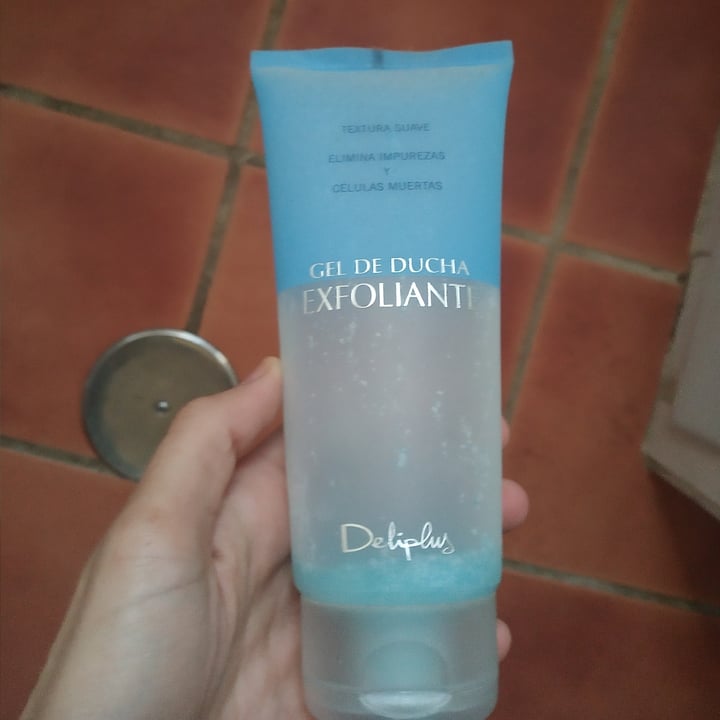 TEXTURA SUAVE
ELIMINA IMPUREZAS
Y
CELULAS MUERTAS
GEL DE DUCHA
EXFOLIANTE
Deliplus